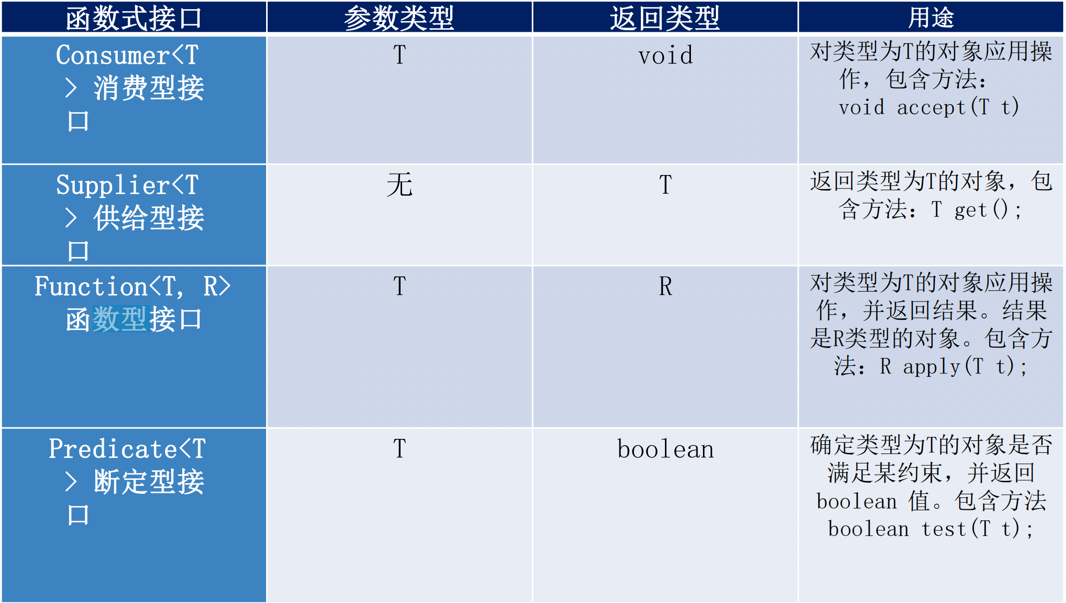 函数式接口 参数类型 返回类型 用途
Consumer<T
> 消费型接
口
T
void
对类型为T的对象应用操
作，包含方法：
void accept(T t)
Supplier<T
> 供给型接
口
无
T
返回类型为T的对象，包
含方法：T get();
Function<T, R>
函数型接口
T
R
对类型为T的对象应用操
作，并返回结果。结果
是R类型的对象。包含方
法：R apply(T t);
Predicate<T
> 断定型接
口
T
boolean
确定类型为T的对象是否
满足某约束，并返回
boolean 值。包含方法
boolean test(T t);